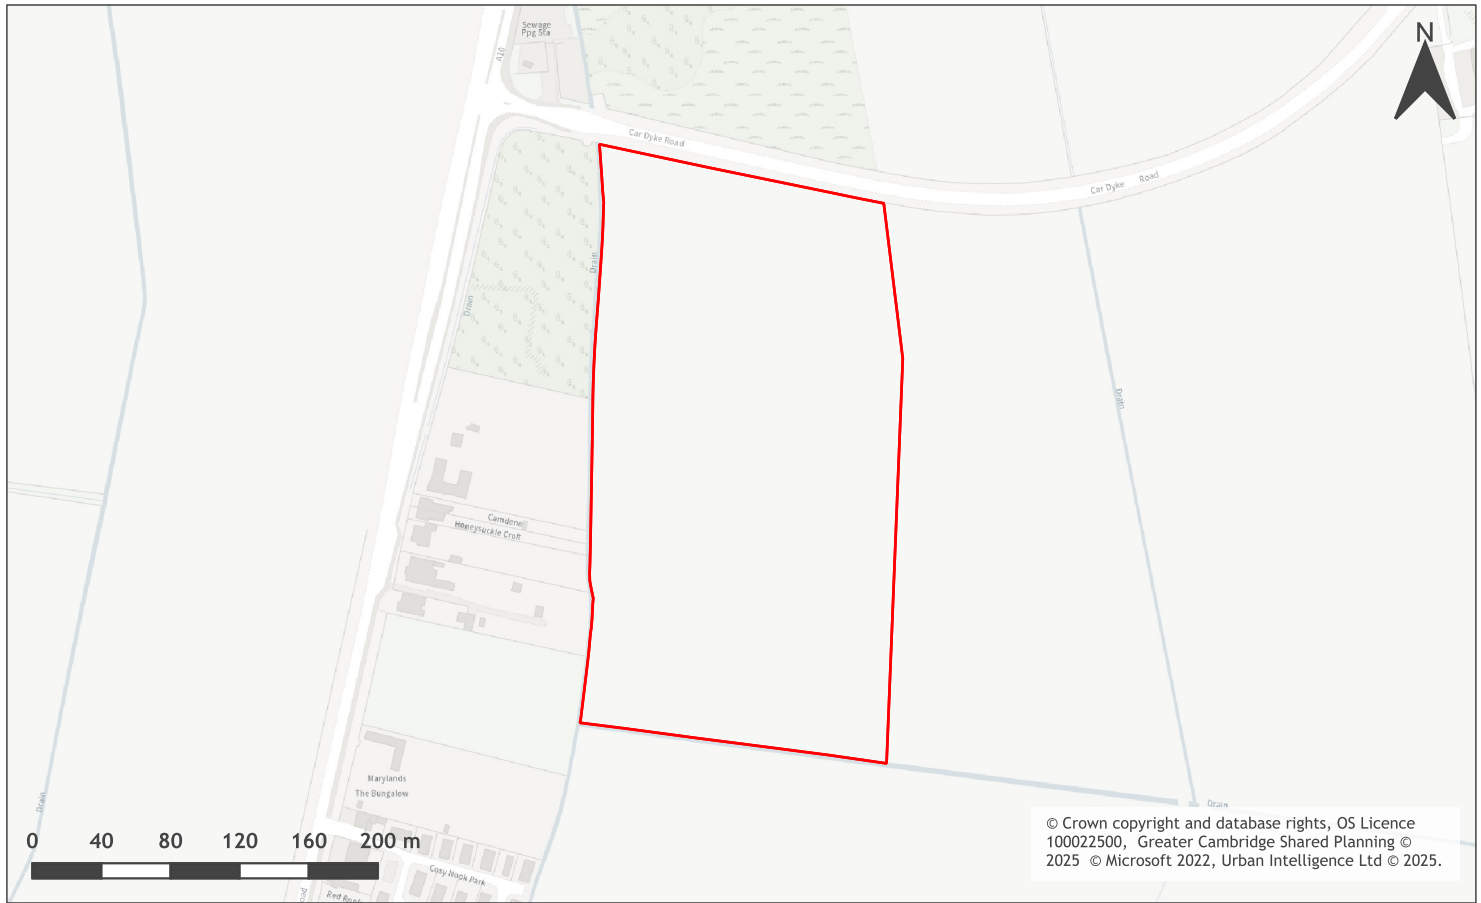 Sewage
Ppg Sta
N
A10
Car Dyke Road
Car Dyke Road
Drain
Drain
Drain
Camdene
Honeysuckle Croft
Marylands
The Bungalow
Drain
Drain
© Crown copyright and database rights, OS Licence
100022500, Greater Cambridge Shared Planning ©
2025 © Microsoft 2022, Urban Intelligence Ltd © 2025.
0 40 80 120 160 200 m
Cosy Nook Park